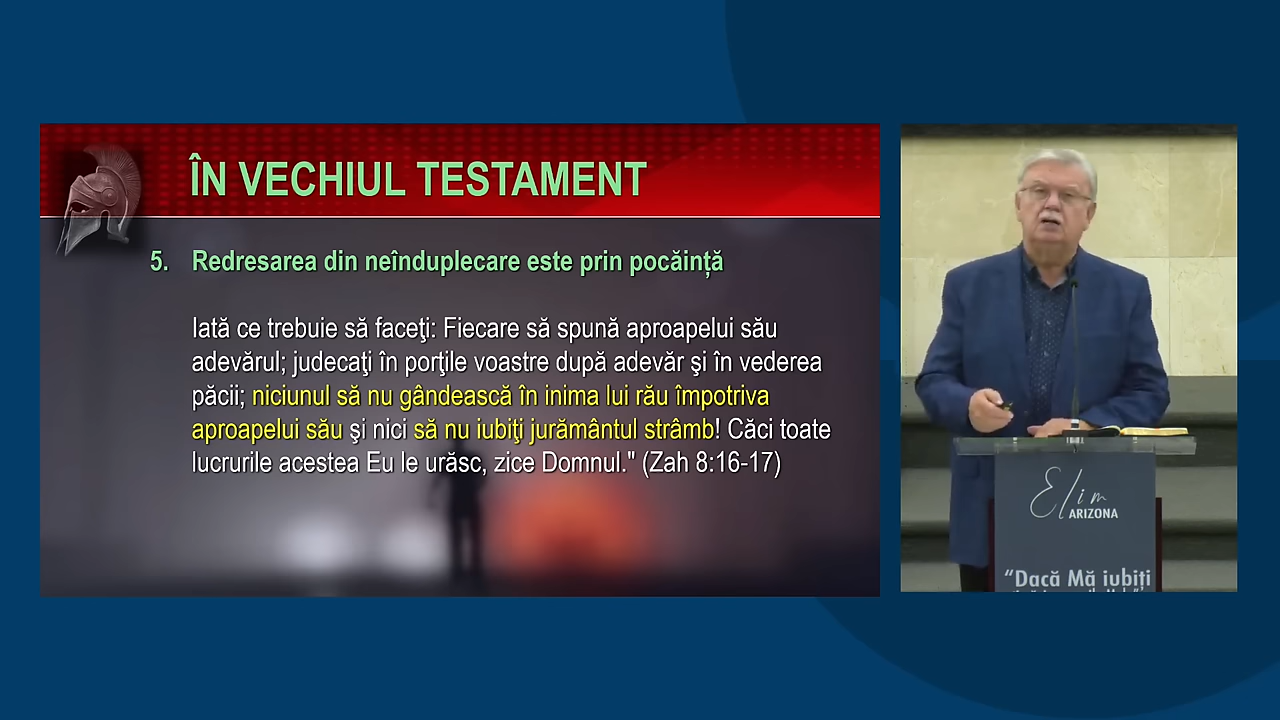 ÎN VECHIUL TESTAMENT
5. Redresarea din neînduplecare este prin pocăință
Iată ce trebuie să faceţi: Fiecare să spună aproapelui său
adevărul; judecaţi în porţile voastre după adevăr şi în vederea
păcii; niciunul să nu gândească în inima lui rău împotriva
aproapelui său şi nici să nu iubiţi jurământul strâmb! Căci toate
lucrurile acestea Eu le urăsc, zice Domnul." (Zah 8:16-17)
Elim
ARIZONA
“Dacă Mă iubiți